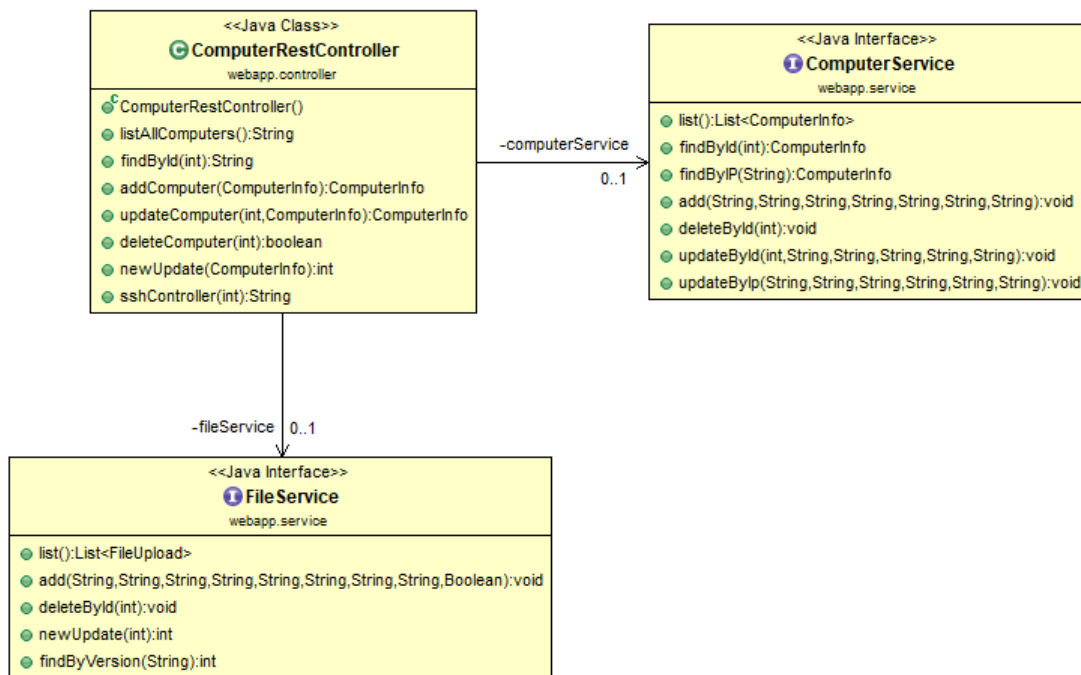 <<Java Class>>
ComputerRestController
webapp.controller
ComputerRestController()
listAllComputers():String
findById(int):String
addComputer(ComputerInfo):ComputerInfo
updateComputer(int,ComputerInfo):ComputerInfo
deleteComputer(int):boolean
newUpdate(ComputerInfo):int
sshController(int):String
-computerService
0..1
<<Java Interface>>
ComputerService
webapp.service
list():List<ComputerInfo>
findById(int):ComputerInfo
findByIP(String):ComputerInfo
add(String,String,String,String,String,String,String):void
deleteById(int):void
updateById(int,String,String,String,String,String):void
updateByIp(String,String,String,String,String,String):void
-fileService
0..1
<<Java Interface>>
FileService
webapp.service
list():List<FileUpload>
add(String,String,String,String,String,String,String,String,Boolean):void
deleteById(int):void
newUpdate(int):int
findByVersion(String):int